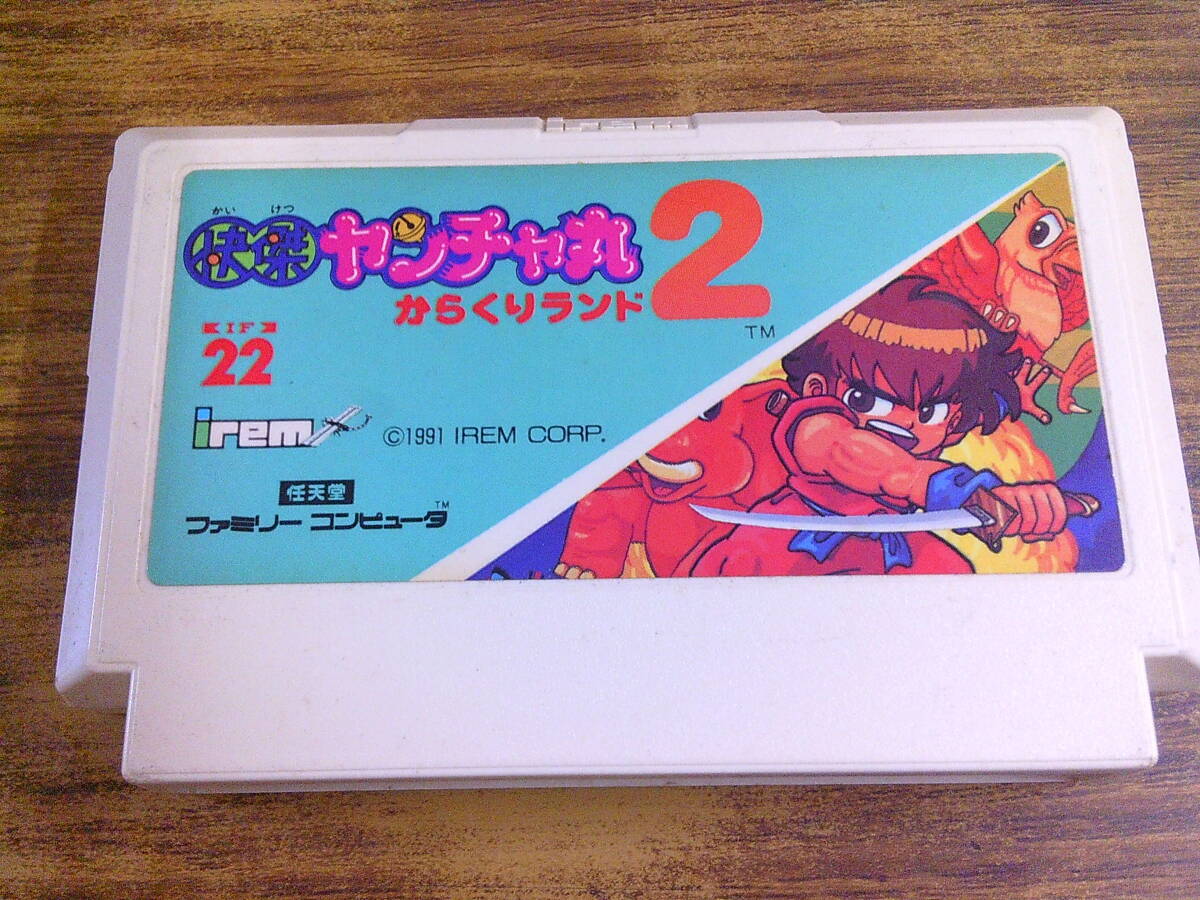 irem
かい けつ
快傑ヤンチャ丸2
からくりランド
TM
IF
22
irem
©1991 IREM CORP.
任天堂
ファミリー コンピュータ TM